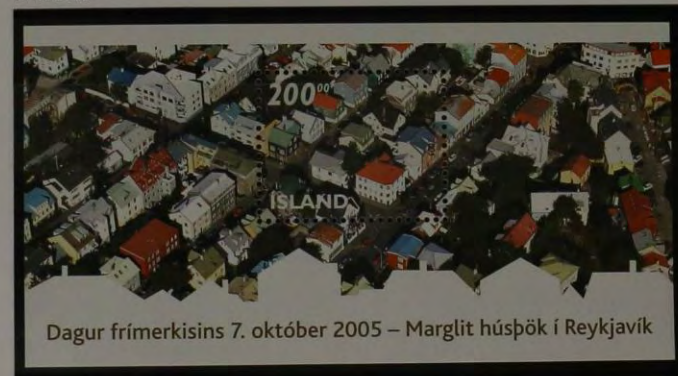 200⁰⁰
ÍSLAND
Dagur frímerkisins 7. október 2005 – Marglit húsþök í Reykjavík